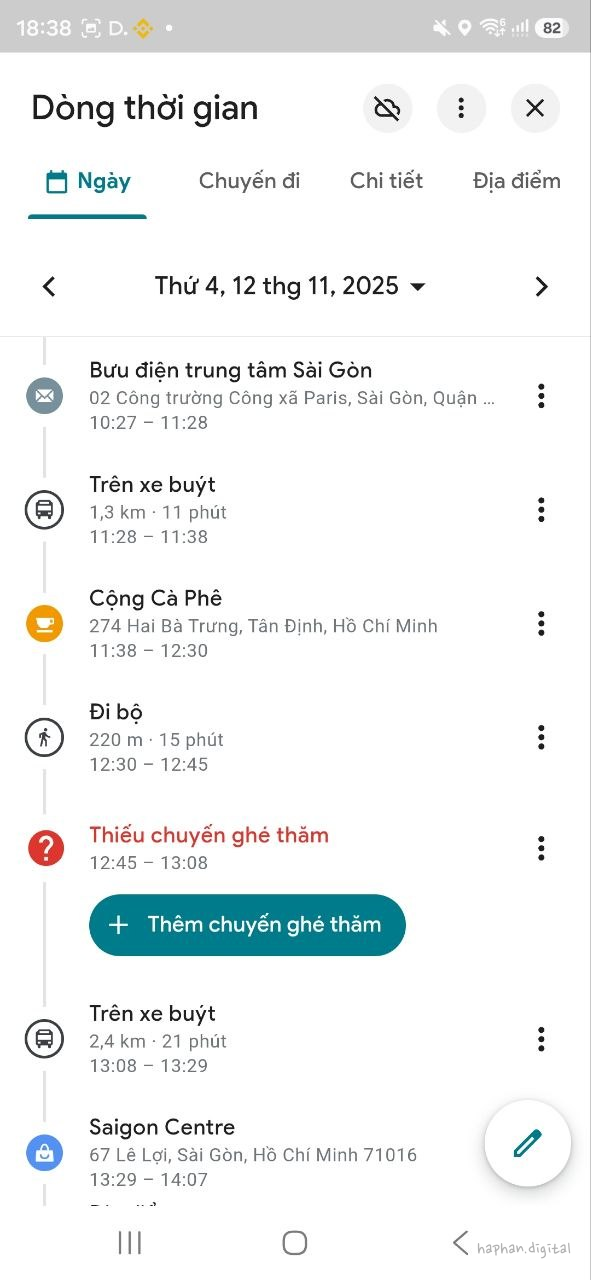 18:38 D. 82
Dòng thời gian
Ngày Chuyến đi Chi tiết Địa điểm
Thứ 4, 12 thg 11, 2025
Bưu điện trung tâm Sài Gòn
02 Công trường Công xã Paris, Sài Gòn, Quận ...
10:27 – 11:28
Trên xe buýt
1,3 km · 11 phút
11:28 – 11:38
Cộng Cà Phê
274 Hai Bà Trưng, Tân Định, Hồ Chí Minh
11:38 – 12:30
Đi bộ
220 m · 15 phút
12:30 – 12:45
Thiếu chuyến ghé thăm
12:45 – 13:08
+ Thêm chuyến ghé thăm
Trên xe buýt
2,4 km · 21 phút
13:08 – 13:29
Saigon Centre
67 Lê Lợi, Sài Gòn, Hồ Chí Minh 71016
13:29 – 14:07
haphan.digital